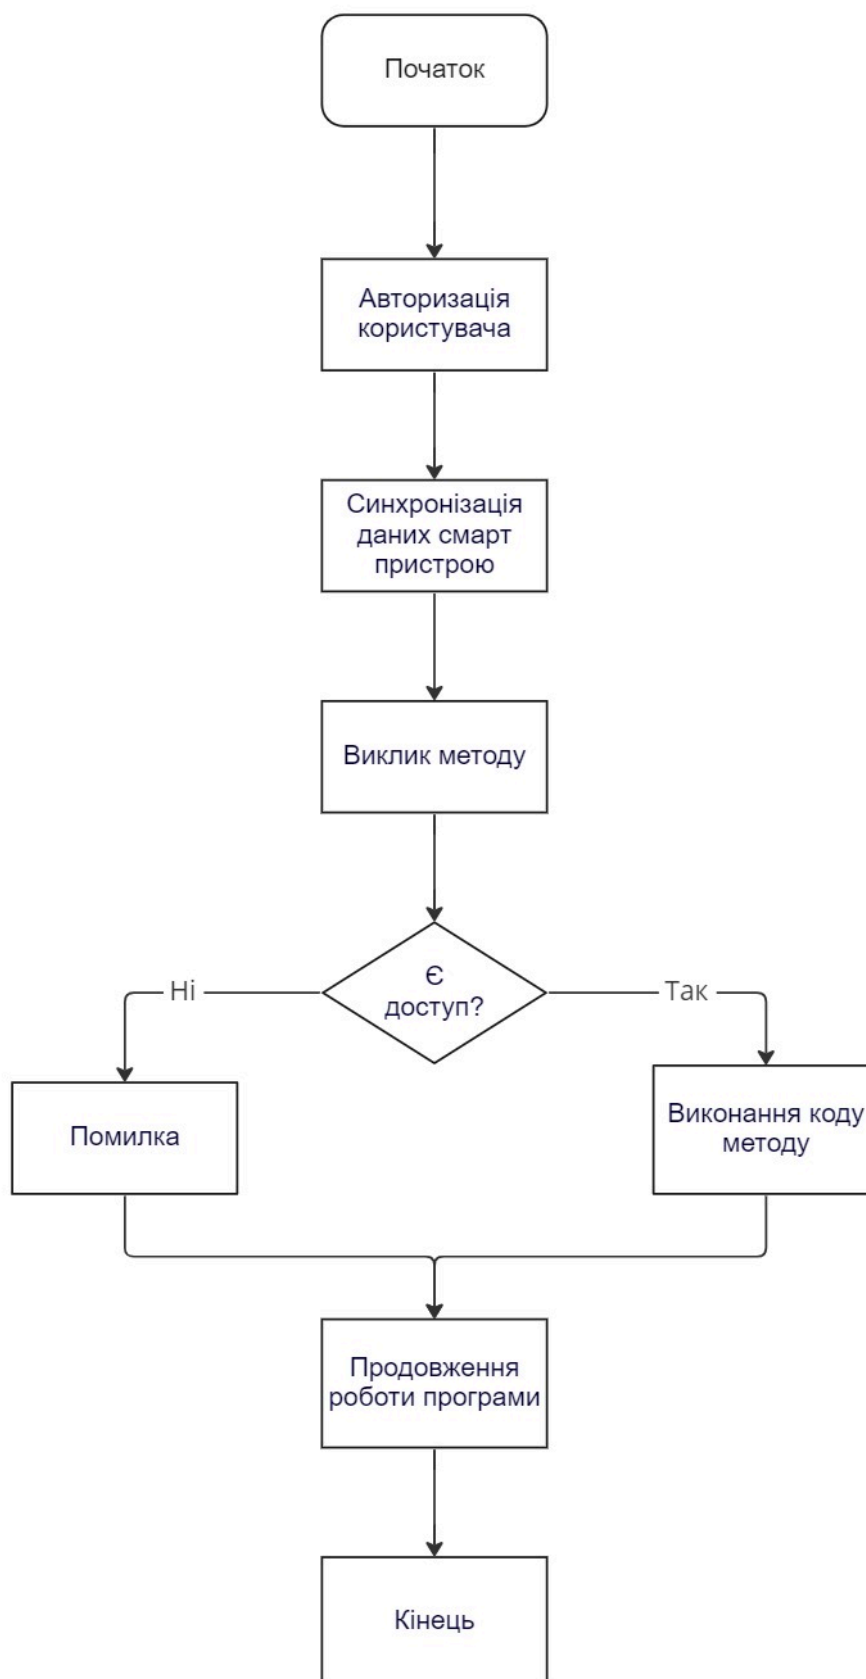 Початок
Авторизація
користувача
Синхронізація
даних смарт
пристрою
Виклик методу
Є
доступ?
Ні
Так
Помилка
Виконання коду
методу
Продовження
роботи програми
Кінець